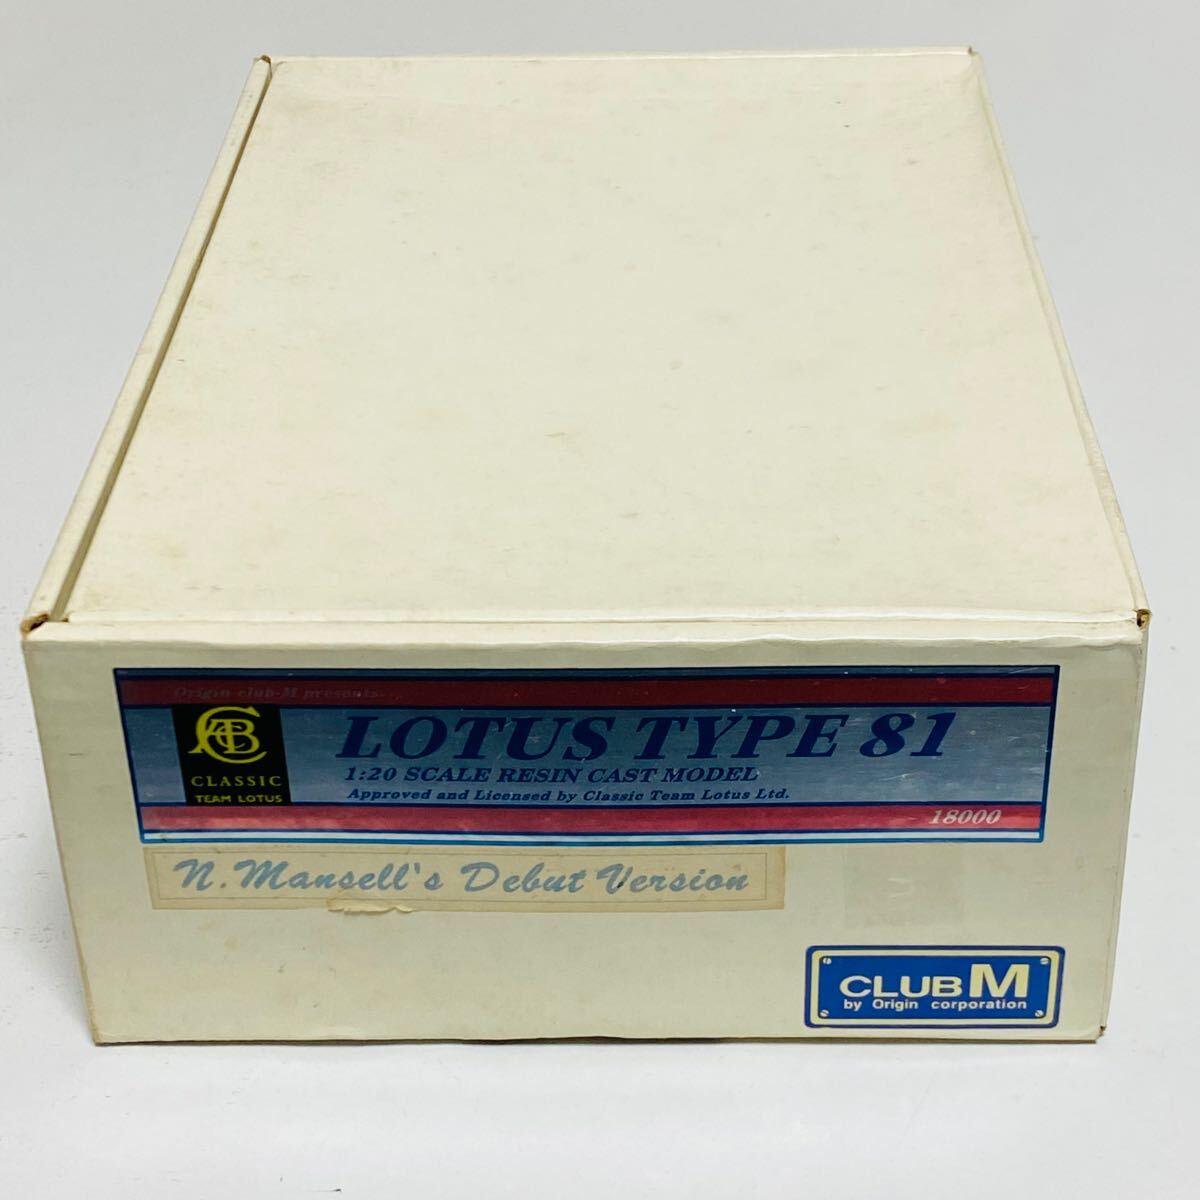 Origin club-M presents...
ACBC
CLASSIC
TEAM LOTUS
LOTUS TYPE 81
1:20 SCALE RESIN CAST MODEL
Approved and Licensed by Classic Team Lotus Ltd.
18000
N. Mansell's Debut Version
CLUB M
by Origin corporation